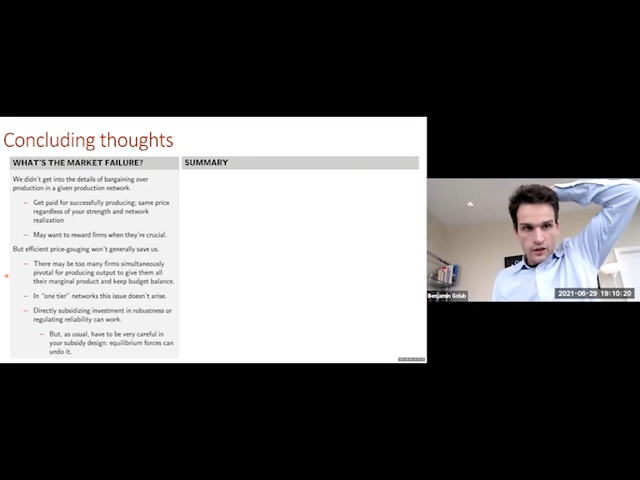 Concluding thoughts
WHAT'S THE MARKET FAILURE?
We didn't get into the details of bargaining over
production in a given production network.
– Get paid for successfully producing; same price
regardless of your strength and network
realization
– May want to reward firms when they're crucial.
But efficient price-gouging won't generally save us.
– There may be too many firms simultaneously
pivotal for producing output to give them all
their marginal product and keep budget balance.
– In "one tier" networks this issue doesn't arise.
– Directly subsidizing investment in robustness or
regulating reliability can work.
– But, as usual, have to be very careful in
your subsidy design: equilibrium forces can
undo it.
SUMMARY
Benjamin Golub
2021-06-29 19:10:20